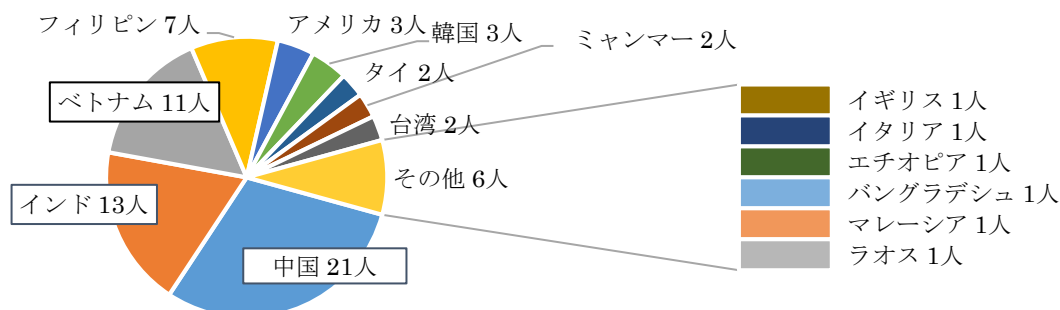 フィリピン 7人
アメリカ 3人
韓国 3人
ミャンマー 2人
タイ 2人
ベトナム 11人
台湾 2人
その他 6人
インド 13人
中国 21人
イギリス 1人
イタリア 1人
エチオピア 1人
バングラデシュ 1人
マレーシア 1人
ラオス 1人